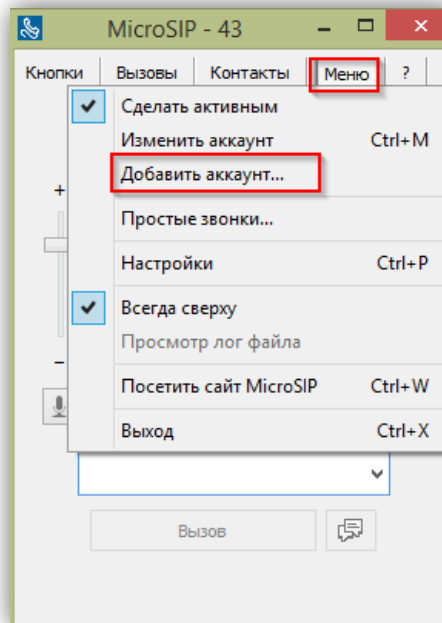 MicroSIP - 43
Кнопки Вызовы Контакты Меню ?
Сделать активным
Изменить аккаунт Ctrl+M
Добавить аккаунт...
Простые звонки...
Настройки Ctrl+P
Всегда сверху
Просмотр лог файла
Посетить сайт MicroSIP Ctrl+W
Выход Ctrl+X
+
−
Вызов